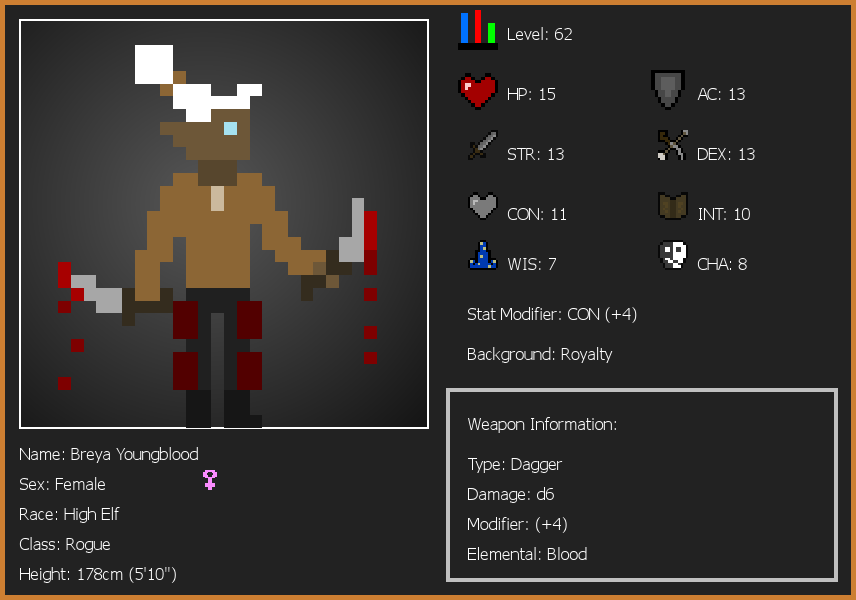 Level: 62
HP: 15
AC: 13
STR: 13
DEX: 13
CON: 11
INT: 10
WIS: 7
CHA: 8
Stat Modifier: CON (+4)
Background: Royalty
Weapon Information:
Type: Dagger
Damage: d6
Modifier: (+4)
Elemental: Blood
Name: Breya Youngblood
Sex: Female
Race: High Elf
Class: Rogue
Height: 178cm (5'10")